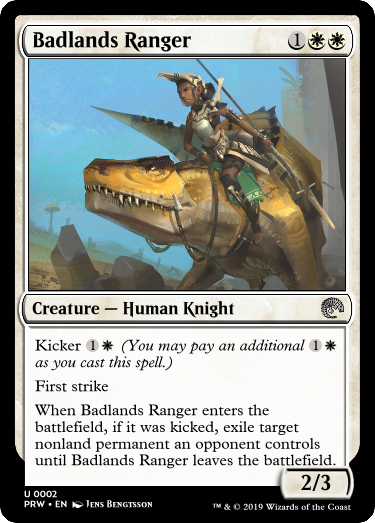 Badlands Ranger 1
Creature — Human Knight
Kicker 1 (You may pay an additional 1
as you cast this spell.)
First strike
When Badlands Ranger enters the
battlefield, if it was kicked, exile target
nonland permanent an opponent controls
until Badlands Ranger leaves the battlefield.
2/3
U 0002
PRW • EN Jens Bengtsson
™ & © 2019 Wizards of the Coast